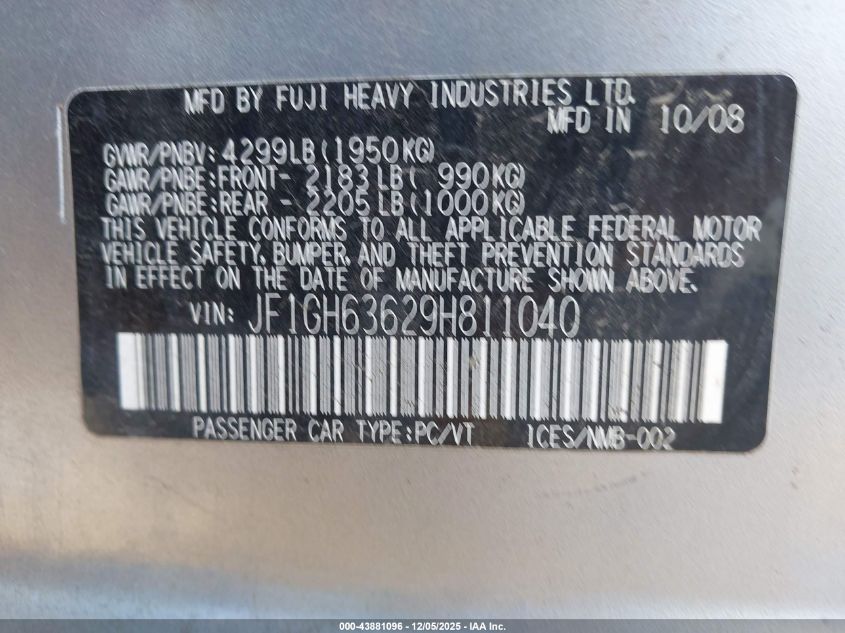 MFD BY FUJI HEAVY INDUSTRIES LTD.
MFD IN 10/08
GVWR/PNBV: 4299LB(1950KG)
GAWR/PNBE:FRONT- 2183LB( 990KG)
GAWR/PNBE:REAR - 2205LB(1000KG)
THIS VEHICLE CONFORMS TO ALL APPLICABLE FEDERAL MOTOR
VEHICLE SAFETY, BUMPER, AND THEFT PREVENTION STANDARDS
IN EFFECT ON THE DATE OF MANUFACTURE SHOWN ABOVE.
VIN: JF1GH63629H811040
PASSENGER CAR TYPE:PC/VT ICES/NMB-002
000-43881096 - 12/05/2025 - IAA Inc.